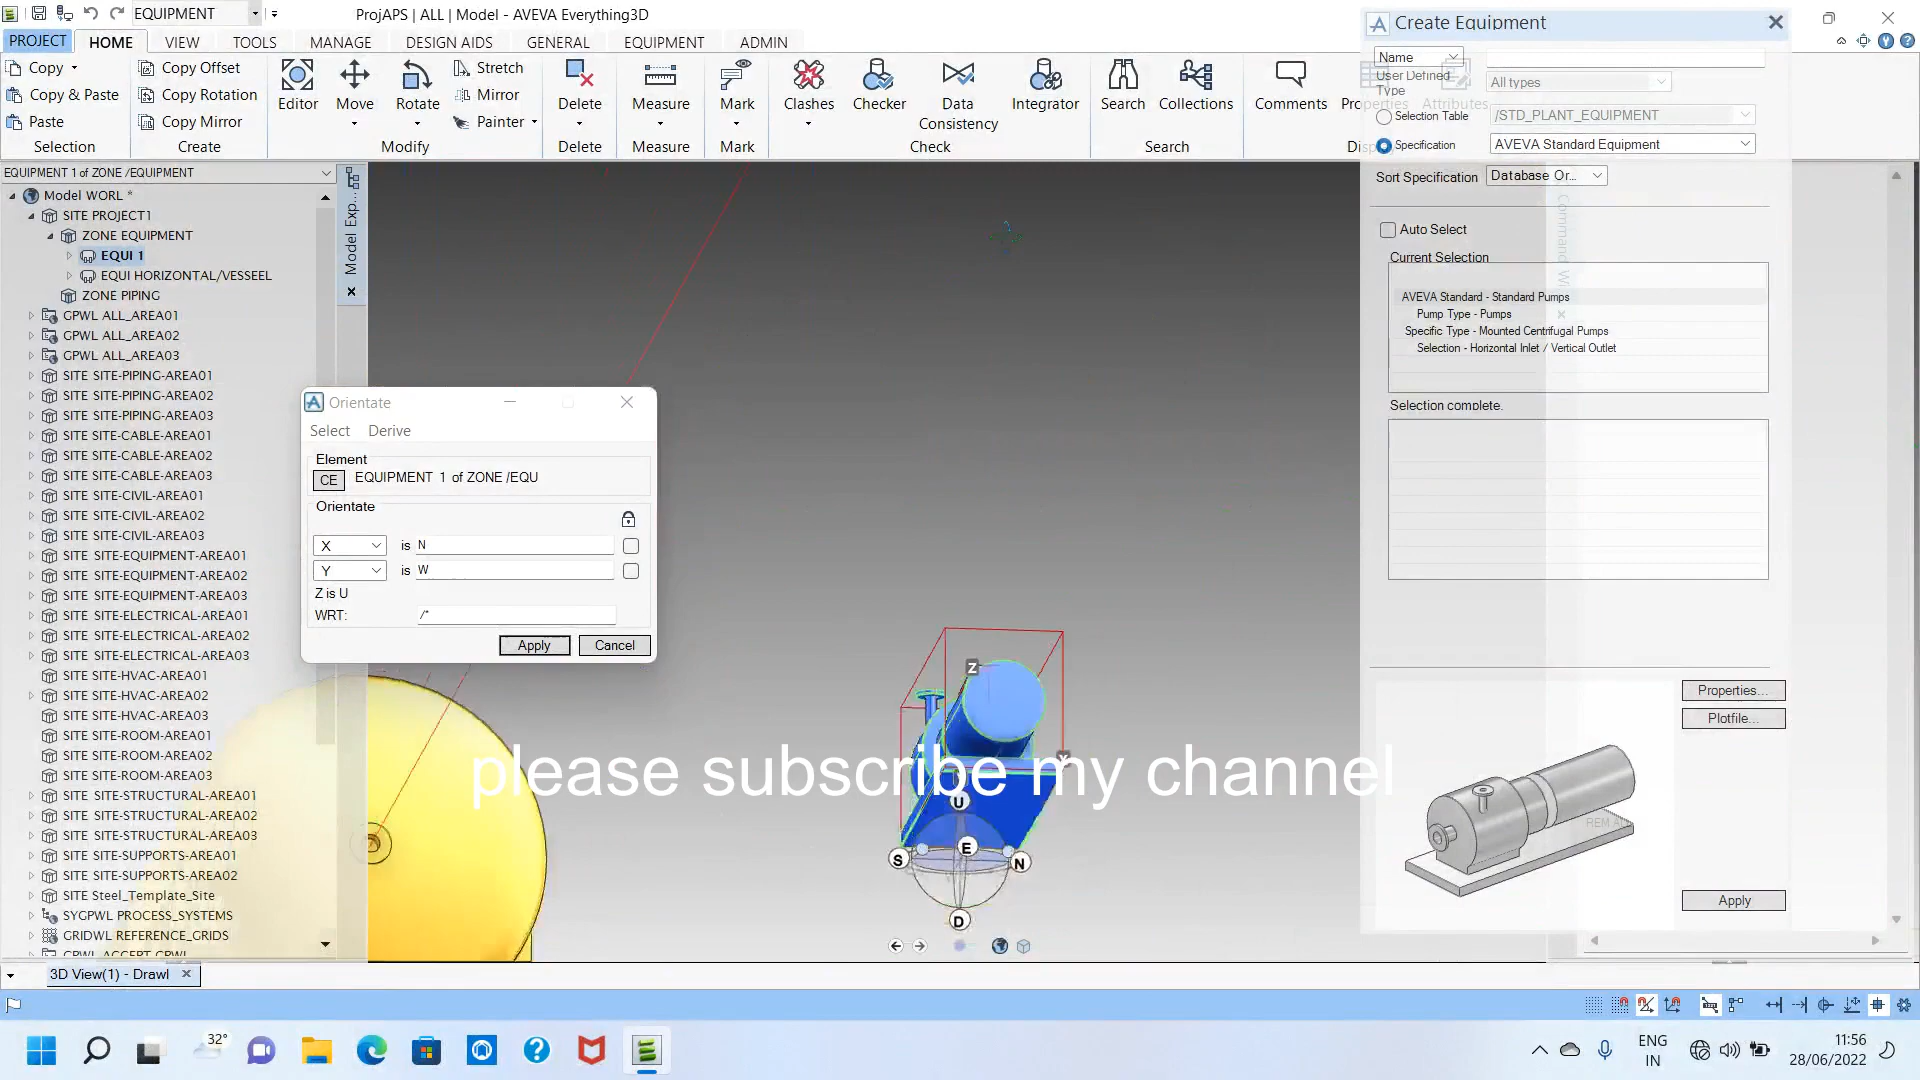 EQUIPMENT
ProjAPS | ALL | Model - AVEVA Everything3D
PROJECT HOME VIEW TOOLS MANAGE DESIGN AIDS GENERAL EQUIPMENT ADMIN
Copy Copy Offset
Copy & Paste Copy Rotation
Paste Copy Mirror
Selection Create
Editor Move Rotate Stretch
Mirror
Painter
Modify
Delete
Delete
Measure
Measure
Mark
Mark
Clashes Checker Data Consistency Integrator
Check
Search Collections
Search
Comments Properties Attributes
Create Equipment
Name
User Defined Type All types
Selection Table /STD_PLANT_EQUIPMENT
Specification AVEVA Standard Equipment
Sort Specification Database Or...
Auto Select
Current Selection
AVEVA Standard - Standard Pumps
Pump Type - Pumps
Specific Type - Mounted Centrifugal Pumps
Selection - Horizontal Inlet / Vertical Outlet
Selection complete.
Properties...
Plotfile...
Apply
EQUIPMENT 1 of ZONE /EQUIPMENT
Model Exp...
Model WORL *
SITE PROJECT1
ZONE EQUIPMENT
EQUI 1
EQUI HORIZONTAL/VESSEEL
ZONE PIPING
GPWL ALL_AREA01
GPWL ALL_AREA02
GPWL ALL_AREA03
SITE SITE-PIPING-AREA01
SITE SITE-PIPING-AREA02
SITE SITE-PIPING-AREA03
SITE SITE-CABLE-AREA01
SITE SITE-CABLE-AREA02
SITE SITE-CABLE-AREA03
SITE SITE-CIVIL-AREA01
SITE SITE-CIVIL-AREA02
SITE SITE-CIVIL-AREA03
SITE SITE-EQUIPMENT-AREA01
SITE SITE-EQUIPMENT-AREA02
SITE SITE-EQUIPMENT-AREA03
SITE SITE-ELECTRICAL-AREA01
SITE SITE-ELECTRICAL-AREA02
SITE SITE-ELECTRICAL-AREA03
SITE SITE-HVAC-AREA01
SITE SITE-HVAC-AREA02
SITE SITE-HVAC-AREA03
SITE SITE-ROOM-AREA01
SITE SITE-ROOM-AREA02
SITE SITE-ROOM-AREA03
SITE SITE-STRUCTURAL-AREA01
SITE SITE-STRUCTURAL-AREA02
SITE SITE-STRUCTURAL-AREA03
SITE SITE-SUPPORTS-AREA01
SITE SITE-SUPPORTS-AREA02
SITE Steel_Template_Site
SYGPWL PROCESS_SYSTEMS
GRIDWL REFERENCE_GRIDS
Orientate
Select Derive
Element
CE EQUIPMENT 1 of ZONE /EQU
Orientate
X is N
Y is W
Z is U
WRT: /*
Apply Cancel
Z
please subscribe my channel
U
S E N
D
3D View(1) - Drawl
32°
ENG
IN
11:56
28/06/2022